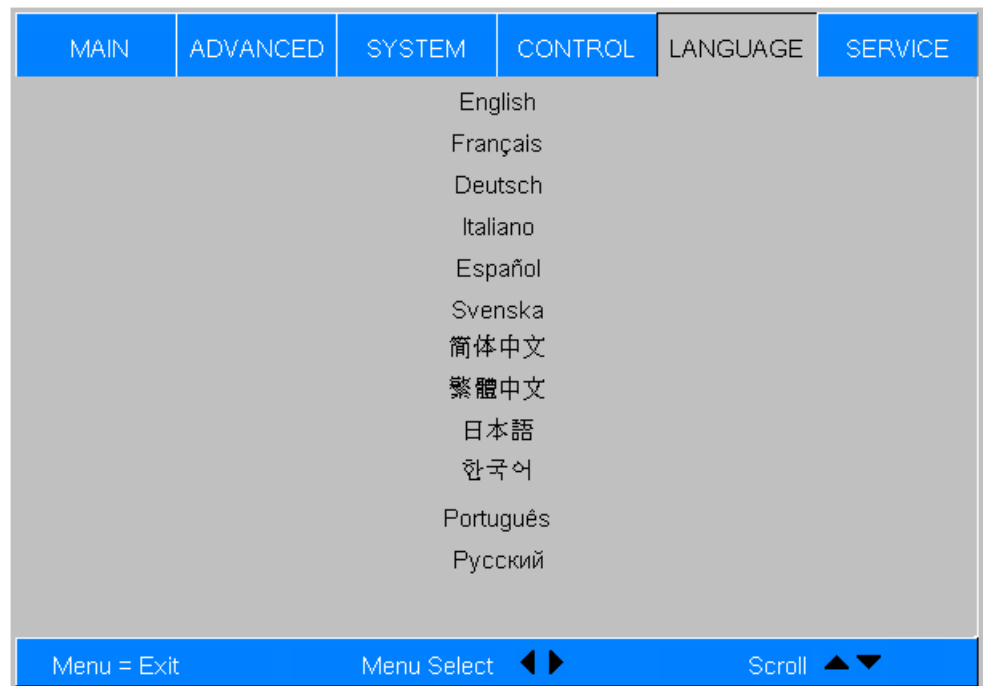 MAIN ADVANCED SYSTEM CONTROL LANGUAGE SERVICE
English
Français
Deutsch
Italiano
Español
Svenska
简体中文
繁體中文
日本語
한국어
Português
Русский
Menu = Exit Menu Select Scroll